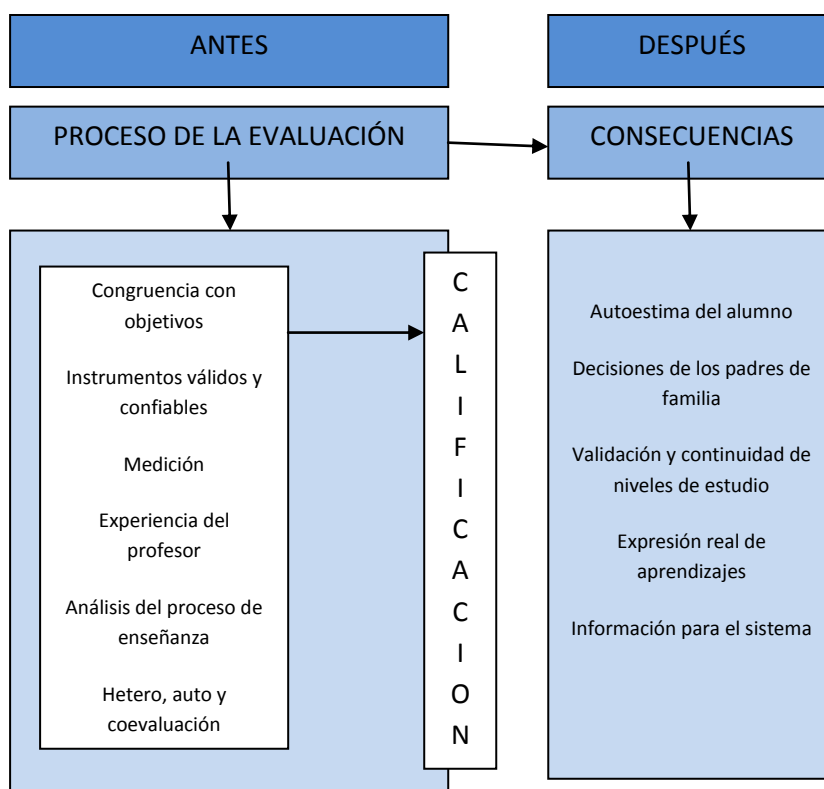 ANTES
PROCESO DE LA EVALUACIÓN
Congruencia con
objetivos
Instrumentos válidos y
confiables
Medición
Experiencia del
profesor
Análisis del proceso de
enseñanza
Hetero, auto y
coevaluación
C
A
L
I
F
I
C
A
C
I
O
N
DESPUÉS
CONSECUENCIAS
Autoestima del alumno
Decisiones de los padres de
familia
Validación y continuidad de
niveles de estudio
Expresión real de
aprendizajes
Información para el sistema